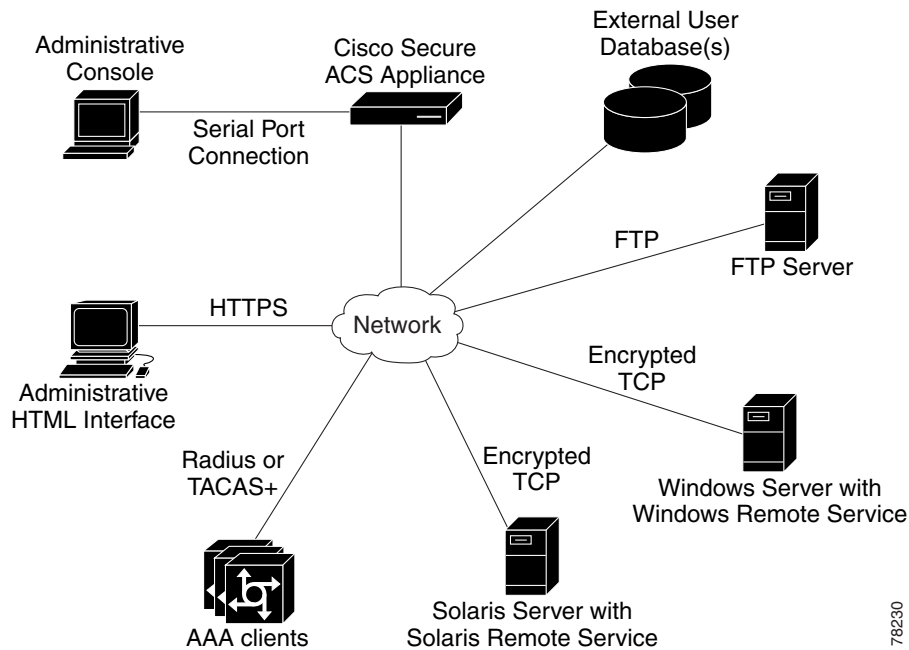 Administrative
Console
Cisco Secure
ACS Appliance
External User
Database(s)
Serial Port
Connection
FTP
FTP Server
HTTPS
Network
Administrative
HTML Interface
Encrypted
TCP
Windows Server with
Windows Remote Service
Radius or
TACAS+
Encrypted
TCP
AAA clients
Solaris Server with
Solaris Remote Service
78230